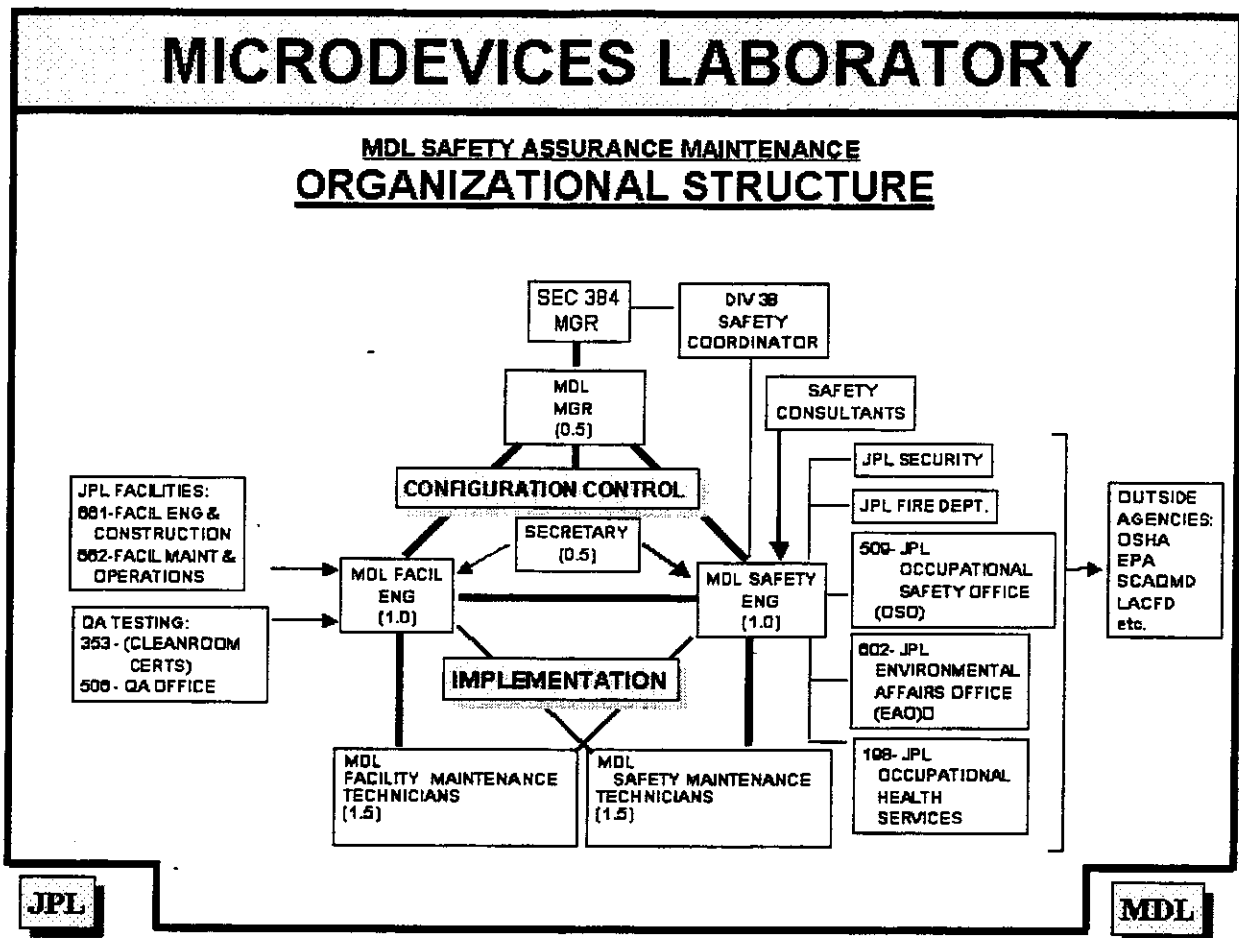 MICRODEVICES LABORATORY
MDL SAFETY ASSURANCE MAINTENANCE
ORGANIZATIONAL STRUCTURE
SEC 384
MGR
DIV 38
SAFETY
COORDINATOR
MDL
MGR
(0.5)
SAFETY
CONSULTANTS
CONFIGURATION CONTROL
SECRETARY
(0.5)
JPL FACILITIES:
661-FACIL ENG &
CONSTRUCTION
662-FACIL MAINT &
OPERATIONS
QA TESTING:
353- (CLEANROOM
CERTS)
506- QA OFFICE
MDL FACIL
ENG
(1.0)
MDL SAFETY
ENG
(1.0)
IMPLEMENTATION
MDL
FACILITY MAINTENANCE
TECHNICIANS
(1.5)
MDL
SAFETY MAINTENANCE
TECHNICIANS
(1.5)
JPL SECURITY
JPL FIRE DEPT.
509- JPL
OCCUPATIONAL
SAFETY OFFICE
(OSO)
602- JPL
ENVIRONMENTAL
AFFAIRS OFFICE
(EAO)
198- JPL
OCCUPATIONAL
HEALTH
SERVICES
OUTSIDE
AGENCIES:
OSHA
EPA
SCAQMD
LACFD
etc.
JPL
MDL